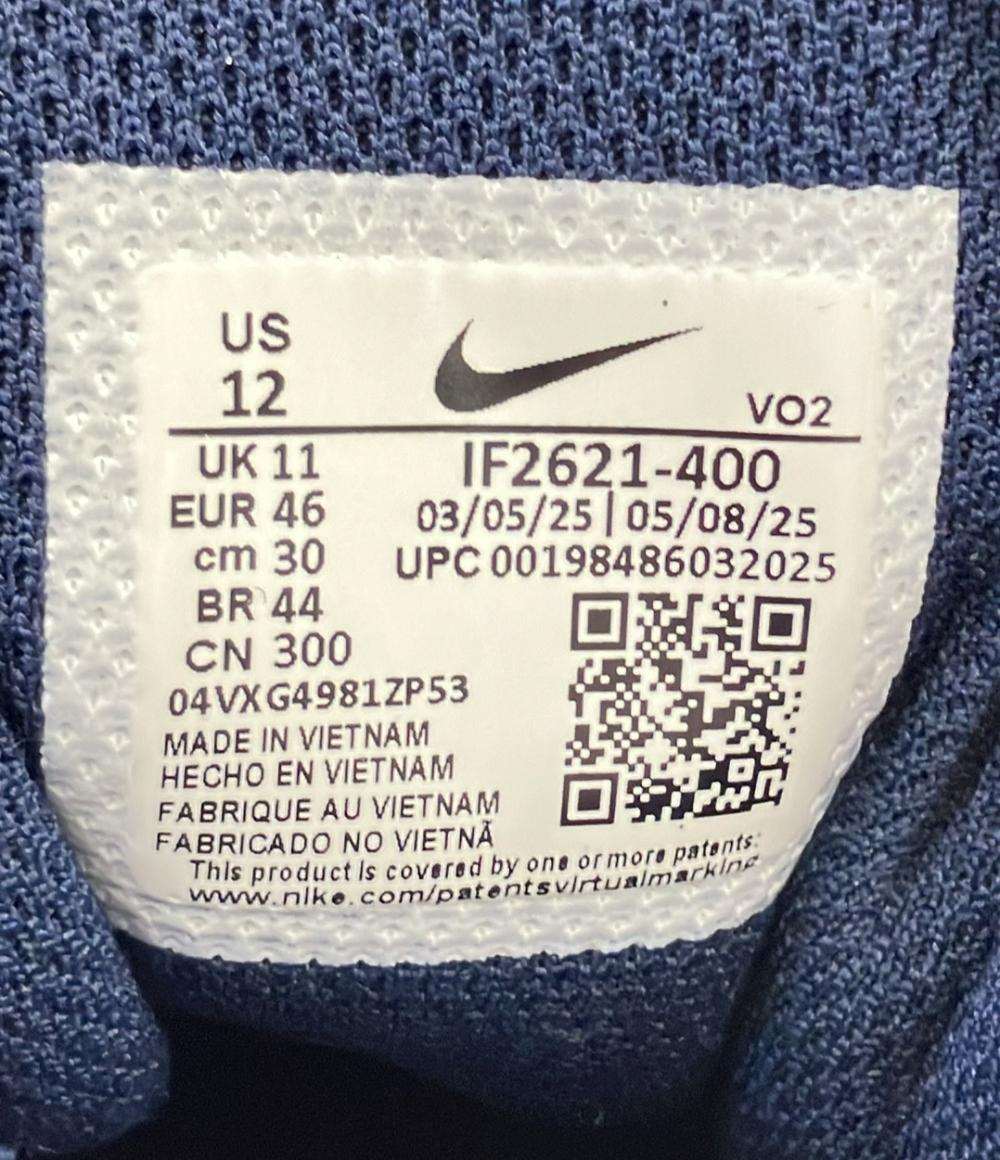 US
12
VO2
UK 11
IF2621-400
EUR 46
03/05/25 | 05/08/25
cm 30
UPC 00198486032025
BR 44
CN 300
04VXG4981ZP53
MADE IN VIETNAM
HECHO EN VIETNAM
FABRIQUE AU VIETNAM
FABRICADO NO VIETNÃ
This product is covered by one or more patents:
www.nike.com/patentsvirtualmarking